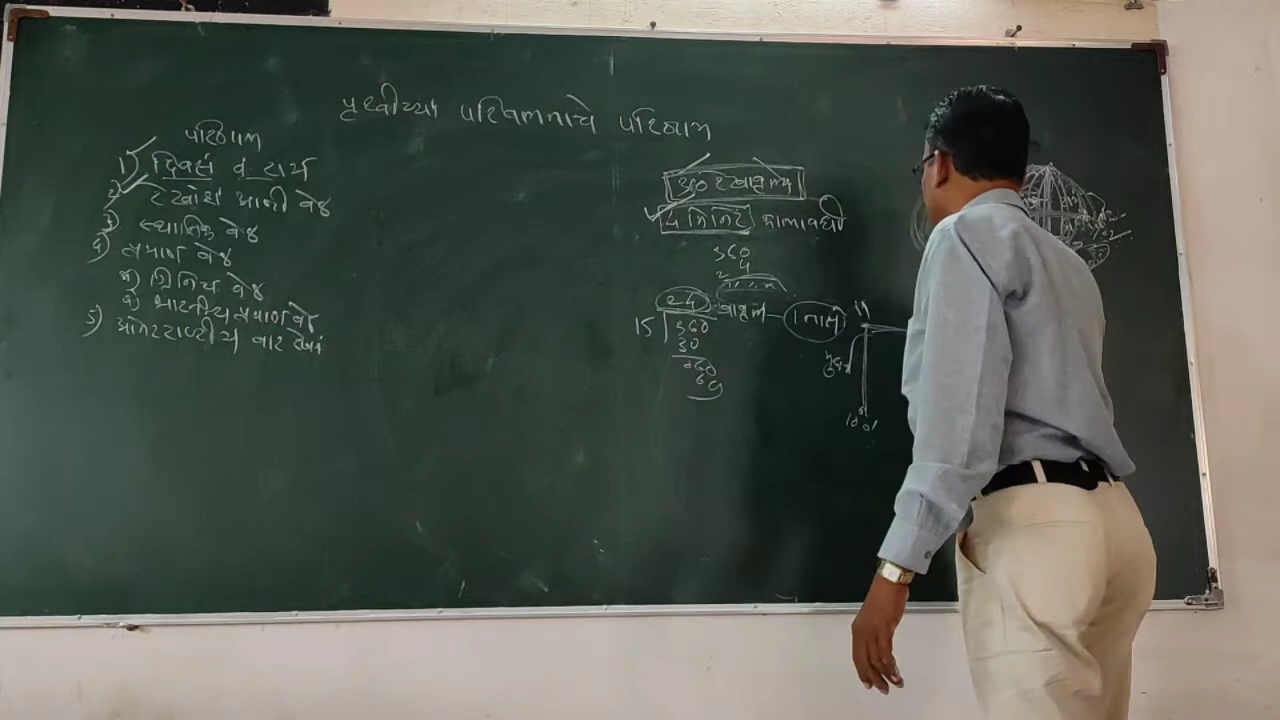 पृथ्वीच्या परिवलनाचे परिणाम
परिणाम
1) दिवस व रात्र
2) रेखांश आणि वेळ
3) स्थानिक वेळ
4) प्रमाण वेळ
अ) ग्रिनिच वेळ
ब) भारतीय प्रमाण वेळ
5) आंतरराष्ट्रीय वार रेषा
360 रेखावृत्त
4 मिनिटे कालावधी
360
4
24
1 तास
15 360
30
60
60